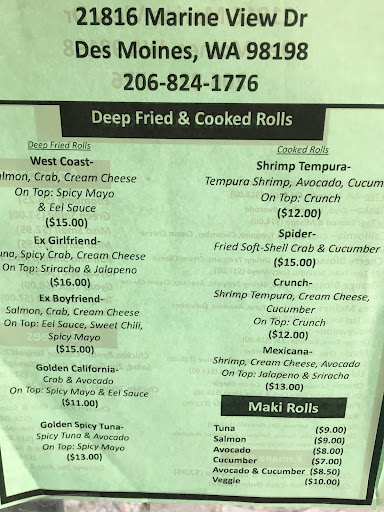 21816 Marine View Dr
Des Moines, WA 98198
206-824-1776
Deep Fried & Cooked Rolls
Deep Fried Rolls
West Coast-
almon, Crab, Cream Cheese
On Top: Spicy Mayo
& Eel Sauce
($15.00)
Ex Girlfriend-
una, Spicy Crab, Cream Cheese
On Top: Sriracha & Jalapeno
($16.00)
Ex Boyfriend-
Salmon, Crab, Cream Cheese
On Top: Eel Sauce, Sweet Chili,
Spicy Mayo
($15.00)
Golden California-
Crab & Avocado
On Top: Spicy Mayo & Eel Sauce
($11.00)
Golden Spicy Tuna-
Spicy Tuna & Avocado
On Top: Spicy Mayo
($13.00)
Cooked Rolls
Shrimp Tempura-
Tempura Shrimp, Avocado, Cucum
On Top: Crunch
($12.00)
Spider-
Fried Soft-Shell Crab & Cucumber
($15.00)
Crunch-
Shrimp Tempura, Cream Cheese,
Cucumber
On Top: Crunch
($12.00)
Mexicana-
Shrimp, Cream Cheese, Avocado
On Top: Jalapeno & Sriracha
($13.00)
Maki Rolls
Tuna ($9.00)
Salmon ($9.00)
Avocado ($8.00)
Cucumber ($7.00)
Avocado & Cucumber ($8.50)
Veggie ($10.00)